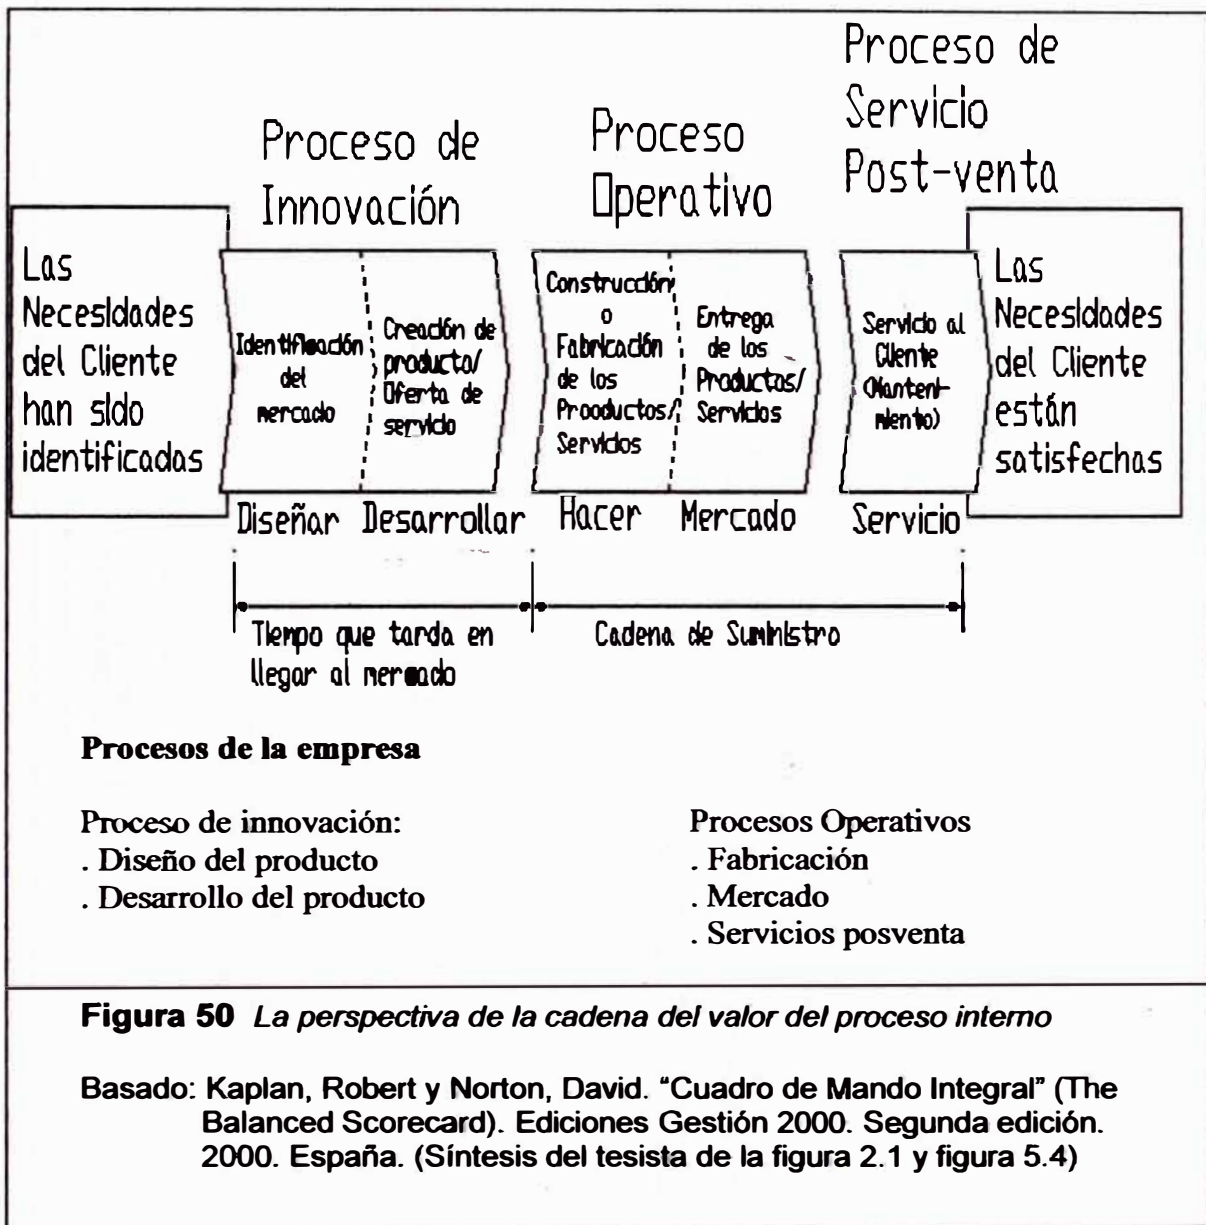 Proceso de
Innovación
Proceso
Operativo
Proceso de
Servicio
Post-venta
Las
Necesidades
del Cliente
han sido
identificadas
Identificación
del
mercado
Creación de
producto/
Oferta de
servicio
Construcción
o
Fabricación
de los
Prooductos/
Servicios
Entrega
de los
Productos/
Servicios
Servicio al
Cliente
(Manteni-
miento)
Las
Necesidades
del Cliente
están
satisfechas
Diseñar
Desarrollar
Hacer
Mercado
Servicio
Tiempo que tarda en
llegar al mercado
Cadena de Suministro
Procesos de la empresa
Proceso de innovación:
. Diseño del producto
. Desarrollo del producto
Procesos Operativos
. Fabricación
. Mercado
. Servicios posventa
Figura 50 La perspectiva de la cadena del valor del proceso interno
Basado: Kaplan, Robert y Norton, David. “Cuadro de Mando Integral” (The
Balanced Scorecard). Ediciones Gestión 2000. Segunda edición.
2000. España. (Síntesis del tesista de la figura 2.1 y figura 5.4)